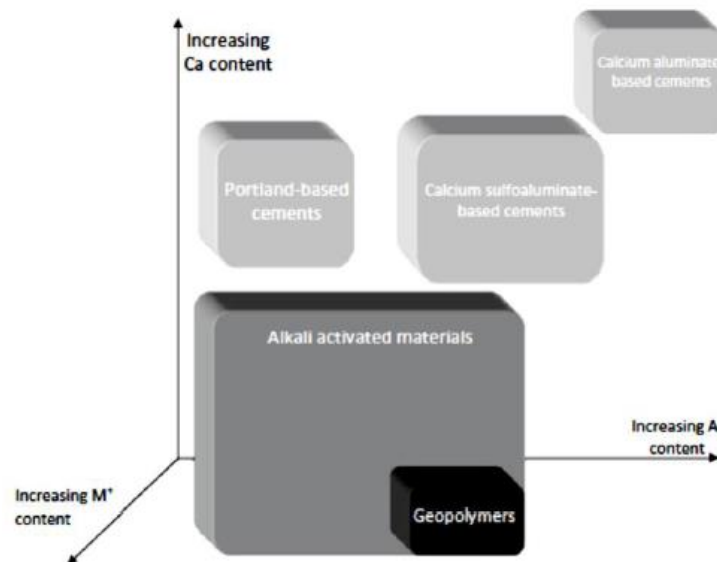 Increasing
Ca content
Calcium aluminate
based cements
Portland-based
cements
Calcium sulfoaluminate-
based cements
Alkali activated materials
Increasing A
content
Increasing M⁺
content
Geopolymers